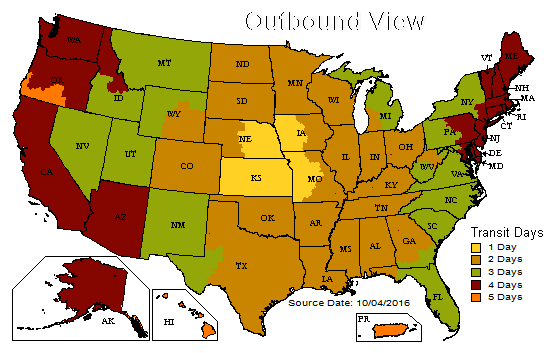 Outbound View
WA
VT
ME
MT
ND
OR
MN
ID
NH
WI
SD
NY
MA
MI
WY
RI
CT
IA
PA
NE
NJ
OH
NV
IL
IN
DE
UT
MD
CO
WV
CA
KS
MO
VA
KY
NC
TN
OK
AZ
NM
AR
SC
MS
AL
GA
TX
LA
FL
AK
HI
PR
Transit Days
1 Day
2 Days
3 Days
4 Days
5 Days
Source Date: 10/04/2016